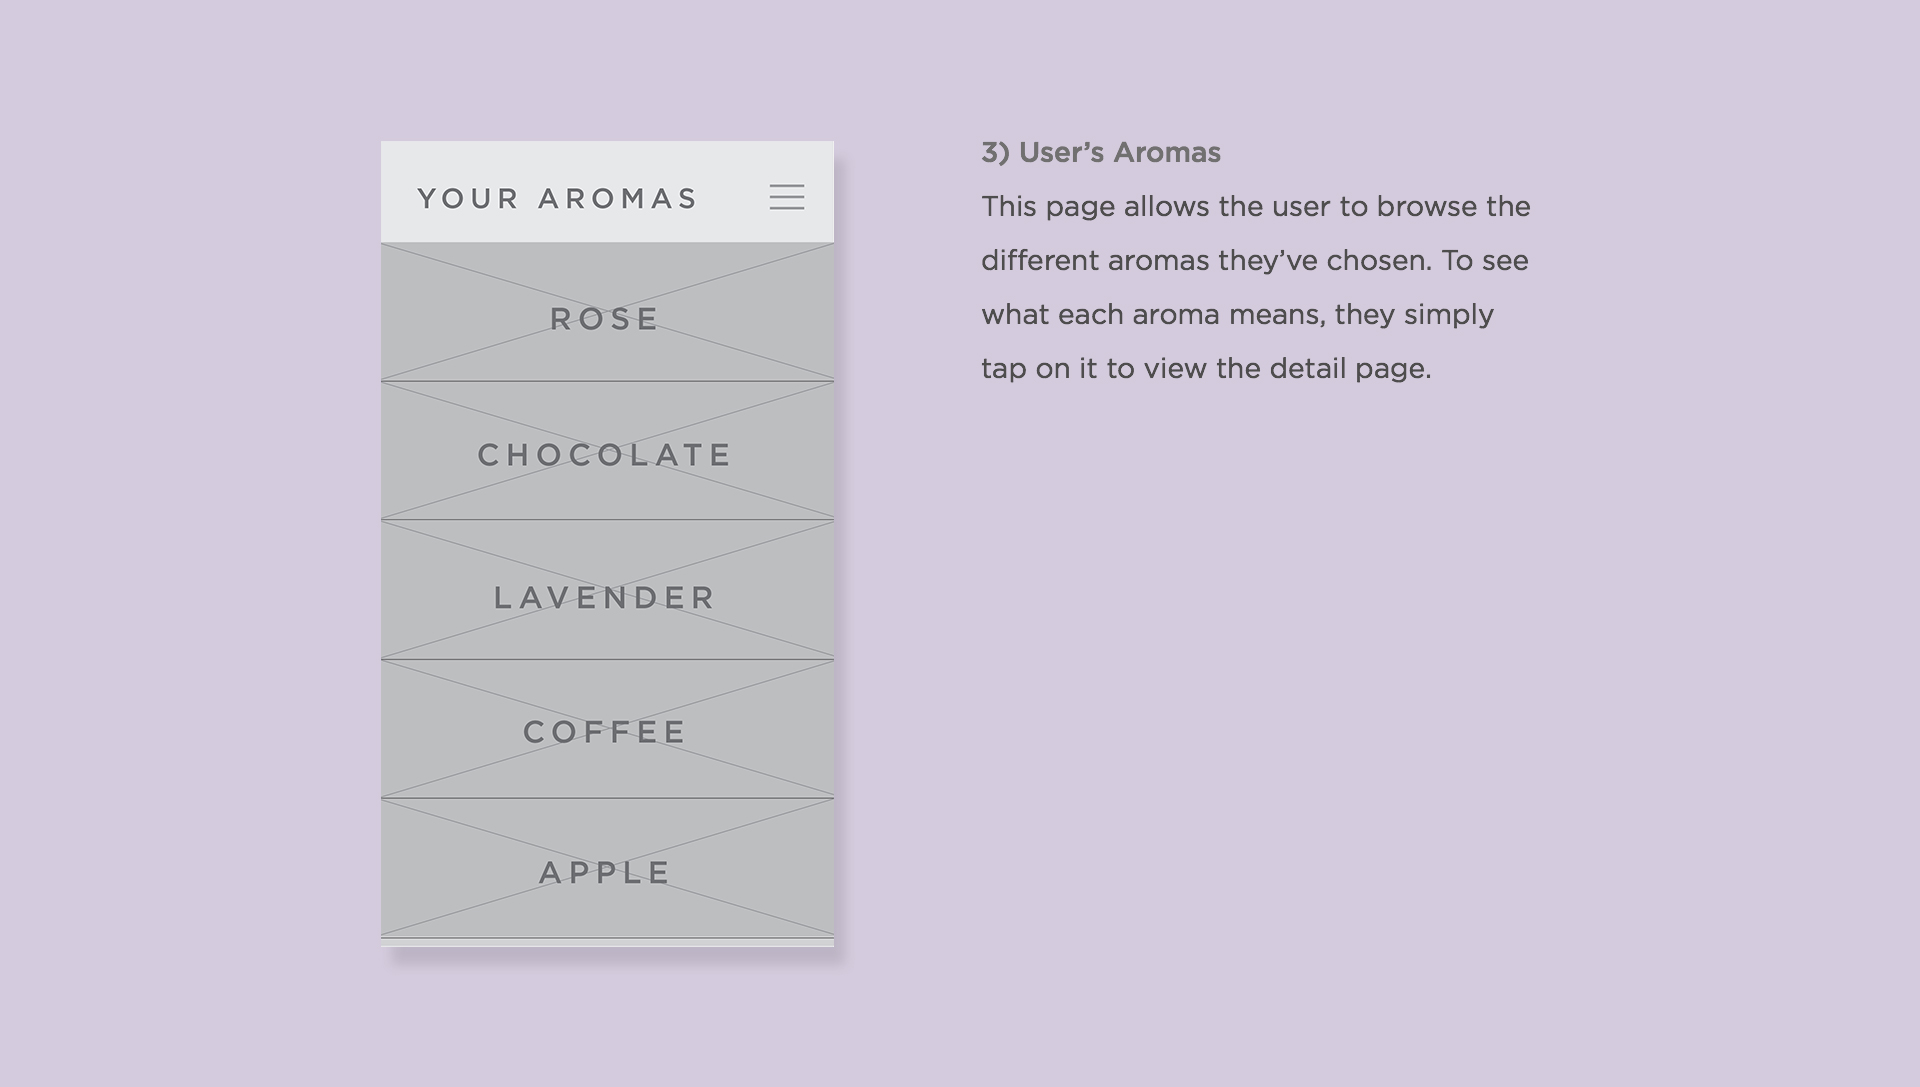 YOUR AROMAS
ROSE
CHOCOLATE
LAVENDER
COFFEE
APPLE
3) User’s Aromas
This page allows the user to browse the
different aromas they’ve chosen. To see
what each aroma means, they simply
tap on it to view the detail page.